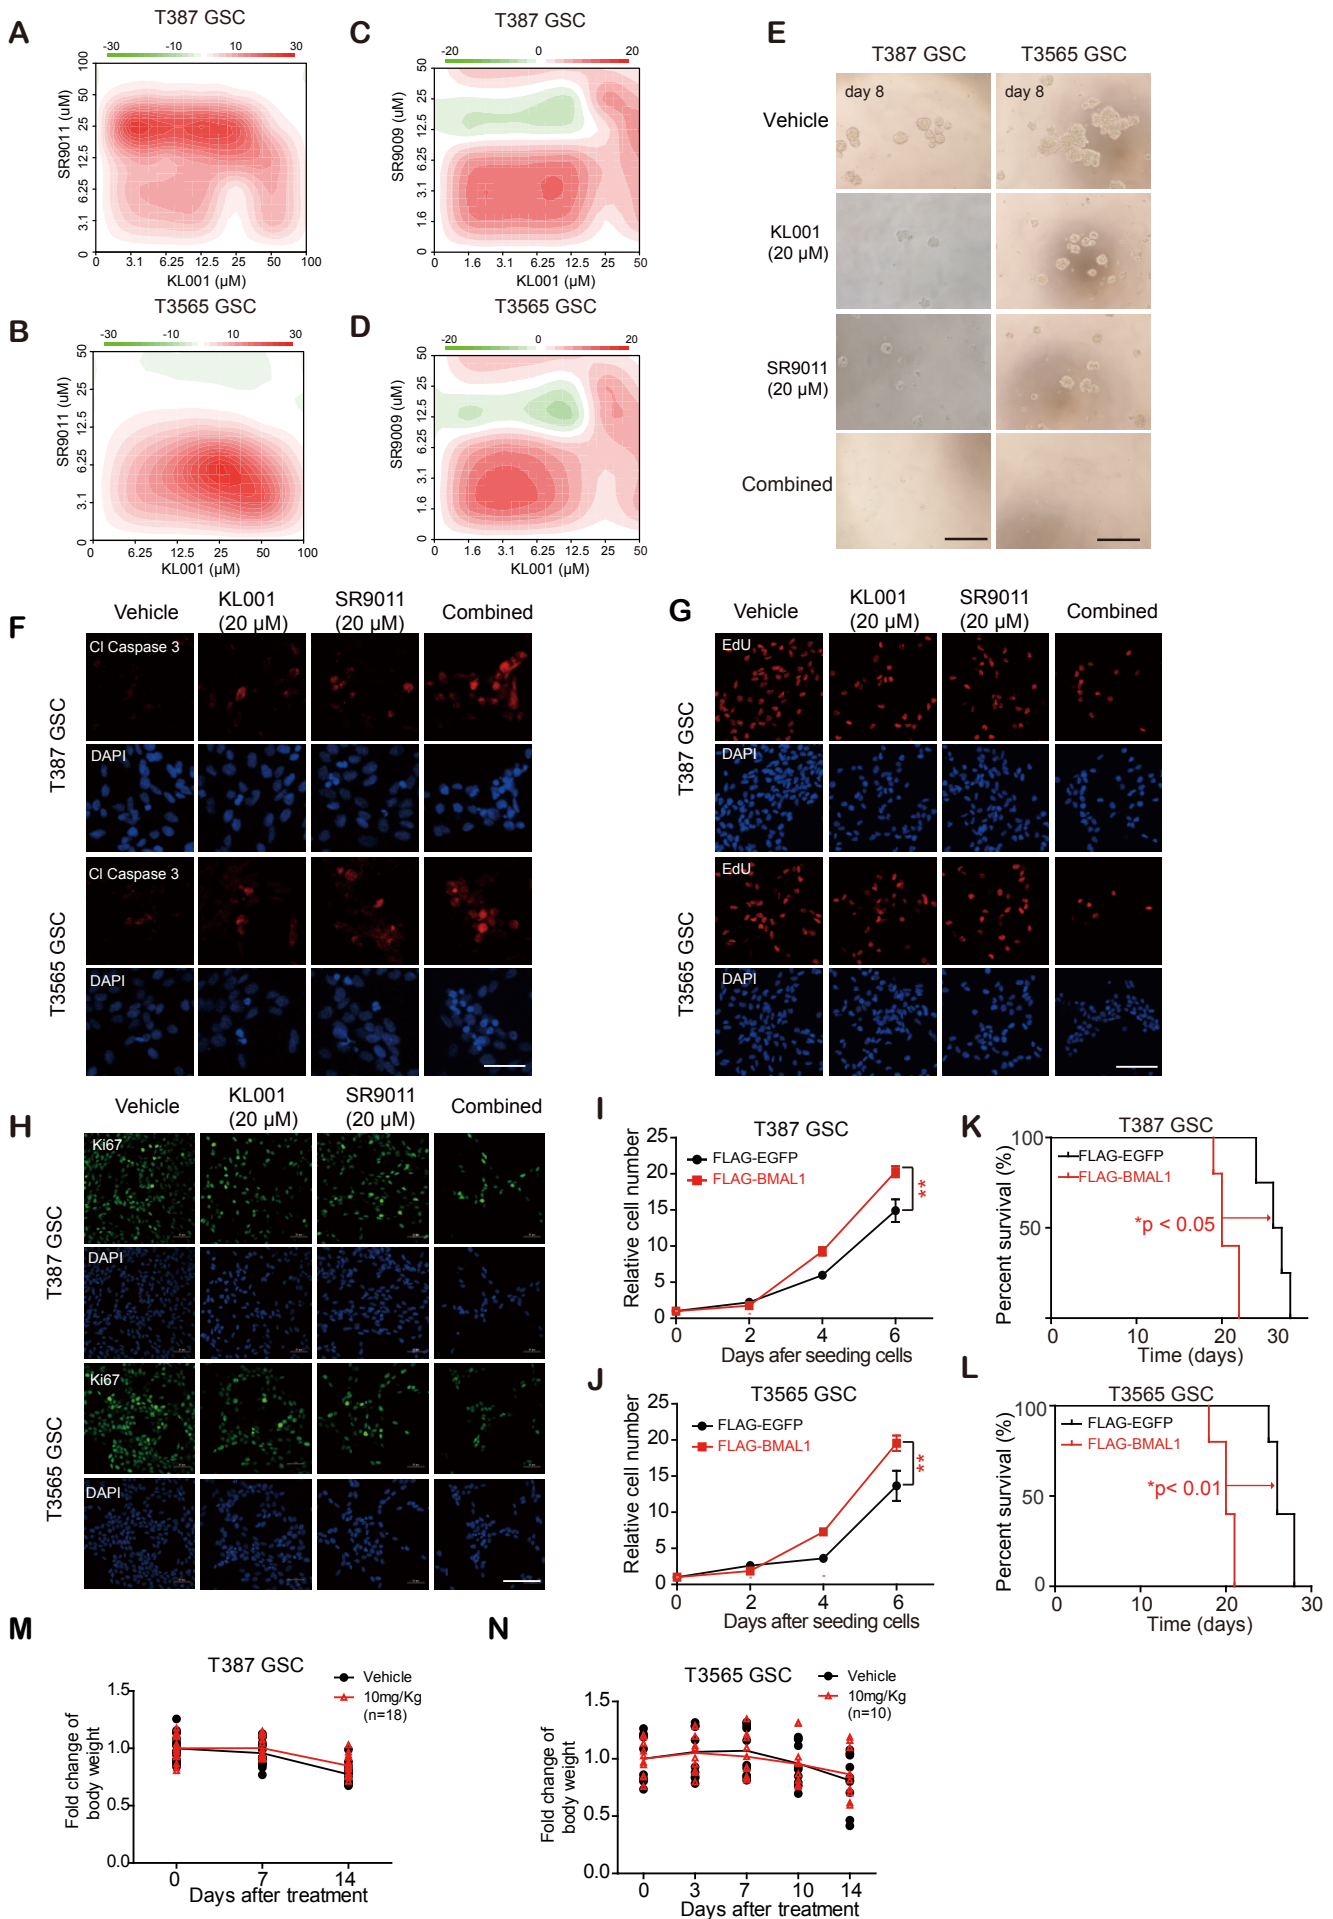 A
T387 GSC
-30
-10
10
30
SR9011 (uM)
100
50
25
12.5
6.25
3.1
0
0
3.1
6.25
12.5
25
50
100
KL001 (µM)
B
T3565 GSC
-30
-10
10
30
SR9011 (uM)
50
25
12.5
6.25
3.1
0
0
6.25
12.5
25
50
100
KL001 (µM)
C
T387 GSC
-20
0
20
SR9009 (uM)
50
25
12.5
6.25
3.1
1.6
0
0
1.6
3.1
6.25
12.5
25
50
KL001 (µM)
D
T3565 GSC
-20
0
20
SR9009 (uM)
50
25
12.5
6.25
3.1
1.6
0
0
1.6
3.1
6.25
12.5
25
50
KL001 (µM)
E
T387 GSC
T3565 GSC
Vehicle
day 8
day 8
KL001
(20 µM)
SR9011
(20 µM)
Combined
F
Vehicle
KL001
(20 µM)
SR9011
(20 µM)
Combined
T387 GSC
Cl Caspase 3
DAPI
T3565 GSC
Cl Caspase 3
DAPI
G
Vehicle
KL001
(20 µM)
SR9011
(20 µM)
Combined
T387 GSC
EdU
DAPI
T3565 GSC
EdU
DAPI
H
Vehicle
KL001
(20 µM)
SR9011
(20 µM)
Combined
T387 GSC
Ki67
DAPI
T3565 GSC
Ki67
DAPI
I
T387 GSC
Relative cell number
25
20
15
10
5
0
FLAG-EGFP
FLAG-BMAL1
**
0
2
4
6
Days after seeding cells
J
T3565 GSC
Relative cell number
25
20
15
10
5
0
FLAG-EGFP
FLAG-BMAL1
**
0
2
4
6
Days after seeding cells
K
T387 GSC
Percent survival (%)
100
50
0
FLAG-EGFP
FLAG-BMAL1
*p < 0.05
0
10
20
30
Time (days)
L
T3565 GSC
Percent survival (%)
100
50
0
FLAG-EGFP
FLAG-BMAL1
*p< 0.01
0
10
20
30
Time (days)
M
T387 GSC
Vehicle
10mg/Kg
(n=18)
Fold change of
body weight
1.5
1.0
0.5
0.0
0
7
14
Days after treatment
N
T3565 GSC
Vehicle
10mg/Kg
(n=10)
Fold change of
body weight
1.5
1.0
0.5
0.0
0
3
7
10
14
Days after treatment